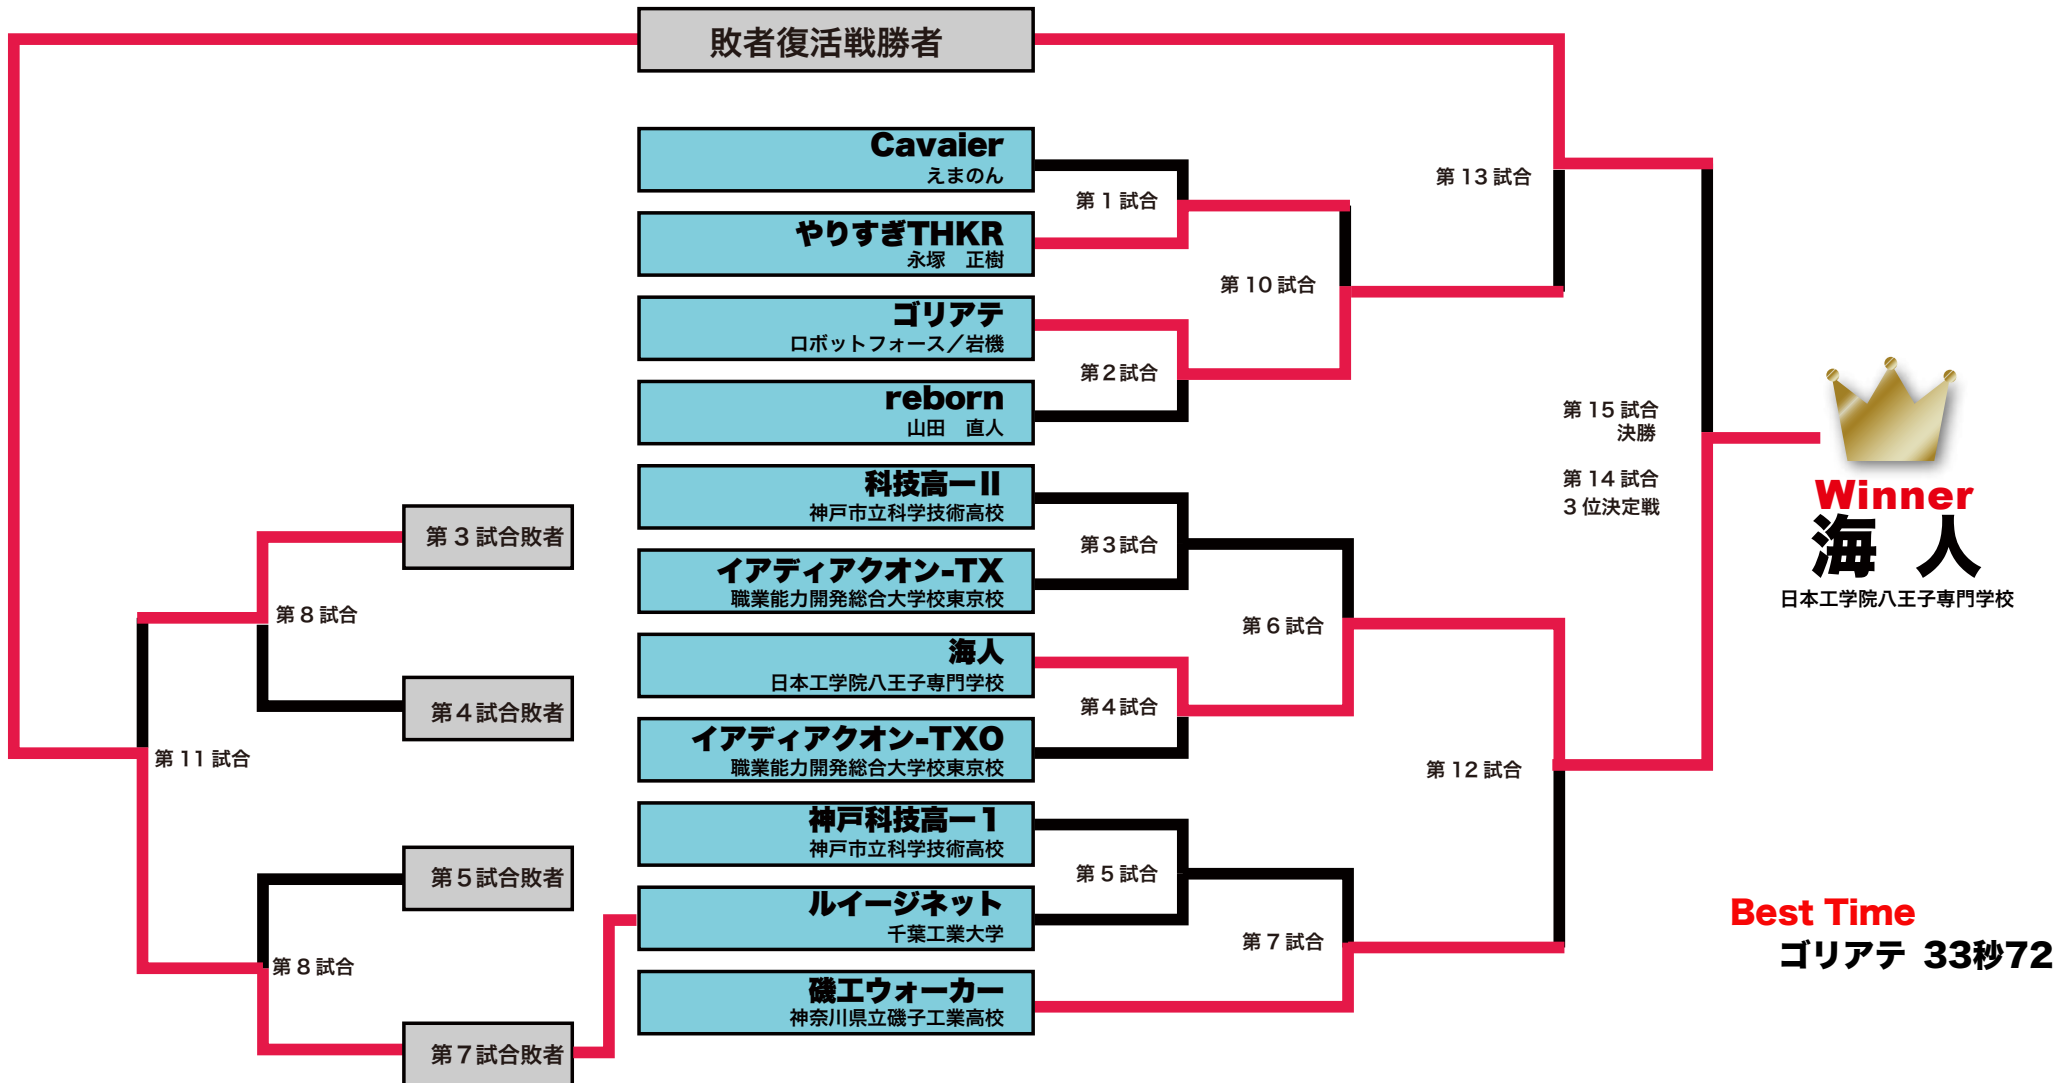 敗者復活戦勝者
Cavaier
えまのん
第1試合
やりすぎTHKR
永塚　正樹
第13試合
ゴリアテ
ロボットフォース／岩機
第10試合
第2試合
reborn
山田　直人
科技高ーII
神戸市立科学技術高校
第3試合
イアディアクオン-TX
職業能力開発総合大学校東京校
第6試合
海人
日本工学院八王子専門学校
第4試合
イアディアクオン-TXO
職業能力開発総合大学校東京校
第12試合
神戸科技高ー1
神戸市立科学技術高校
第5試合
ルイージネット
千葉工業大学
第7試合
磯工ウォーカー
神奈川県立磯子工業高校
第3試合敗者
第8試合
第4試合敗者
第11試合
第5試合敗者
第8試合
第7試合敗者
第15試合
決勝
第14試合
3位決定戦
Winner
海 人
日本工学院八王子専門学校
Best Time
ゴリアテ 33秒72